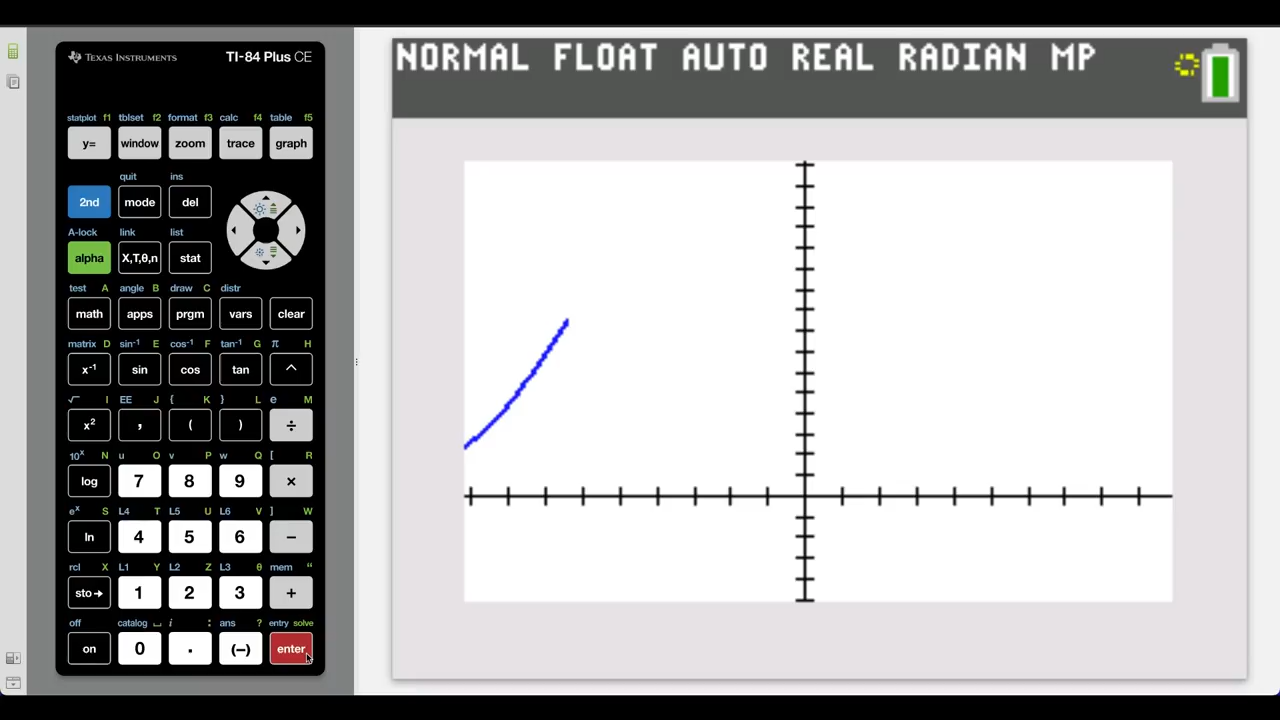 TEXAS INSTRUMENTS TI-84 Plus CE
NORMAL FLOAT AUTO REAL RADIAN MP
statplot f1 tblset f2 format f3 calc f4 table f5
y= window zoom trace graph
quit ins
2nd mode del
A-lock link list
alpha X,T,θ,n stat
test A angle B draw C distr
math apps prgm vars clear
matrix D sin⁻¹ E cos⁻¹ F tan⁻¹ G π H
x⁻¹ sin cos tan ^
√ I EE J { K } L e M
x² , ( ) ÷
10ˣ N u O v P w Q [ R
log 7 8 9 ×
eˣ S L4 T L5 U L6 V ] W
ln 4 5 6 −
rcl X L1 Y L2 Z L3 θ mem "
sto→ 1 2 3 +
off catalog ⎵ i : ans ? entry solve
on 0 . (−) enter